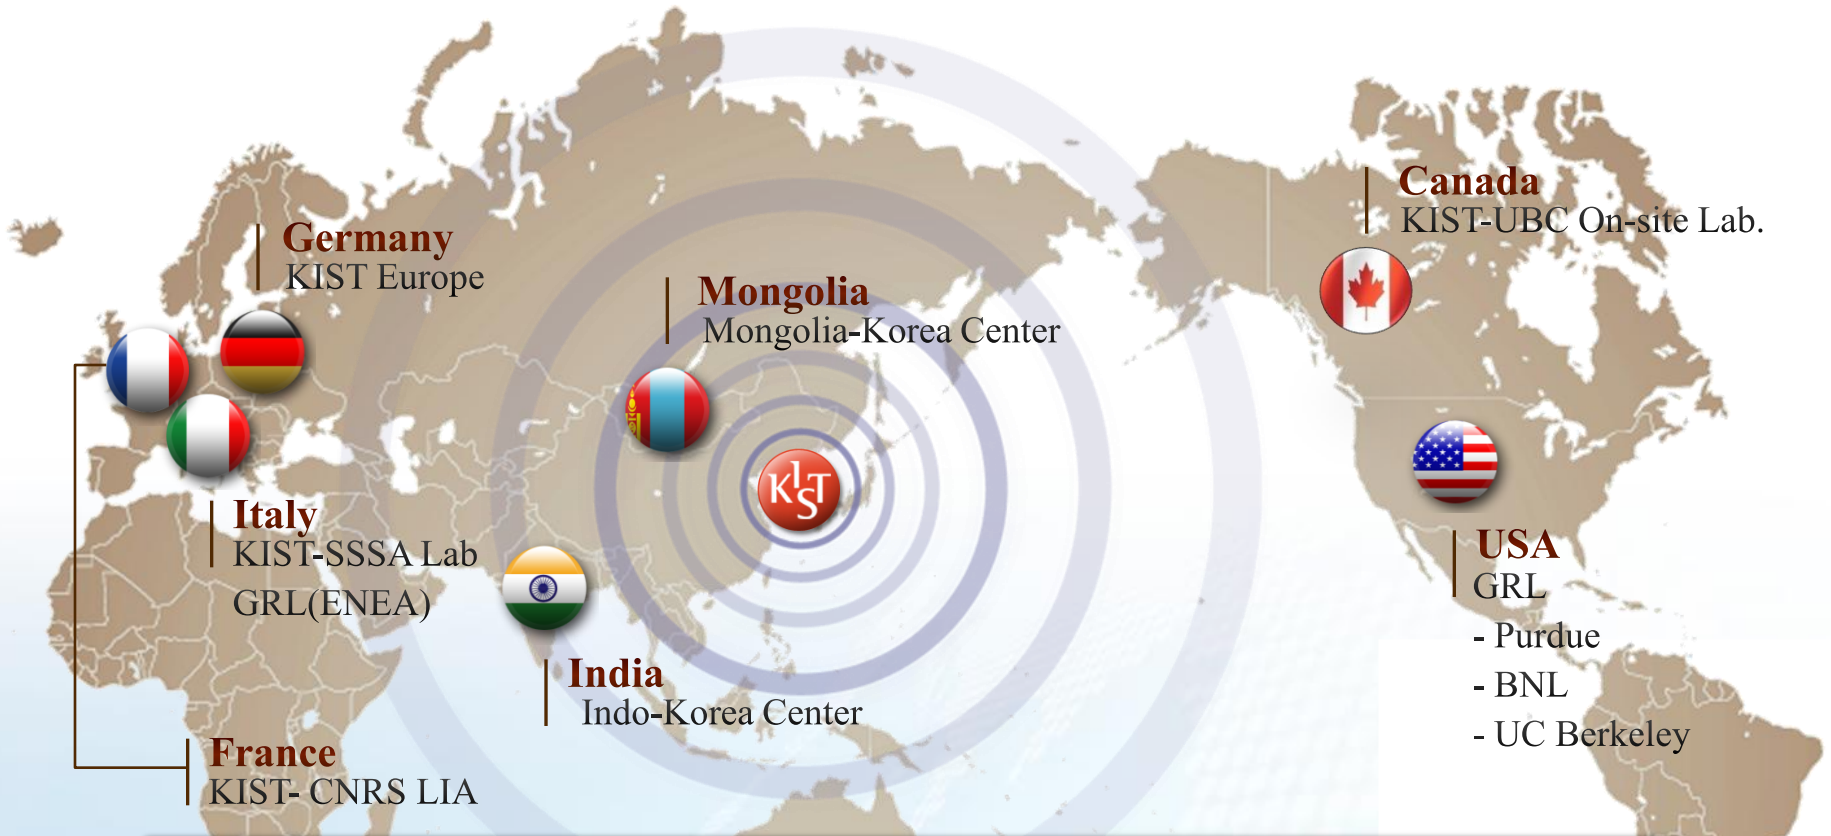 Canada
KIST-UBC On-site Lab.
Germany
KIST Europe
Mongolia
Mongolia-Korea Center
KIST
Italy
KIST-SSSA Lab
GRL(ENEA)
USA
GRL
- Purdue
- BNL
- UC Berkeley
India
Indo-Korea Center
France
KIST- CNRS LIA